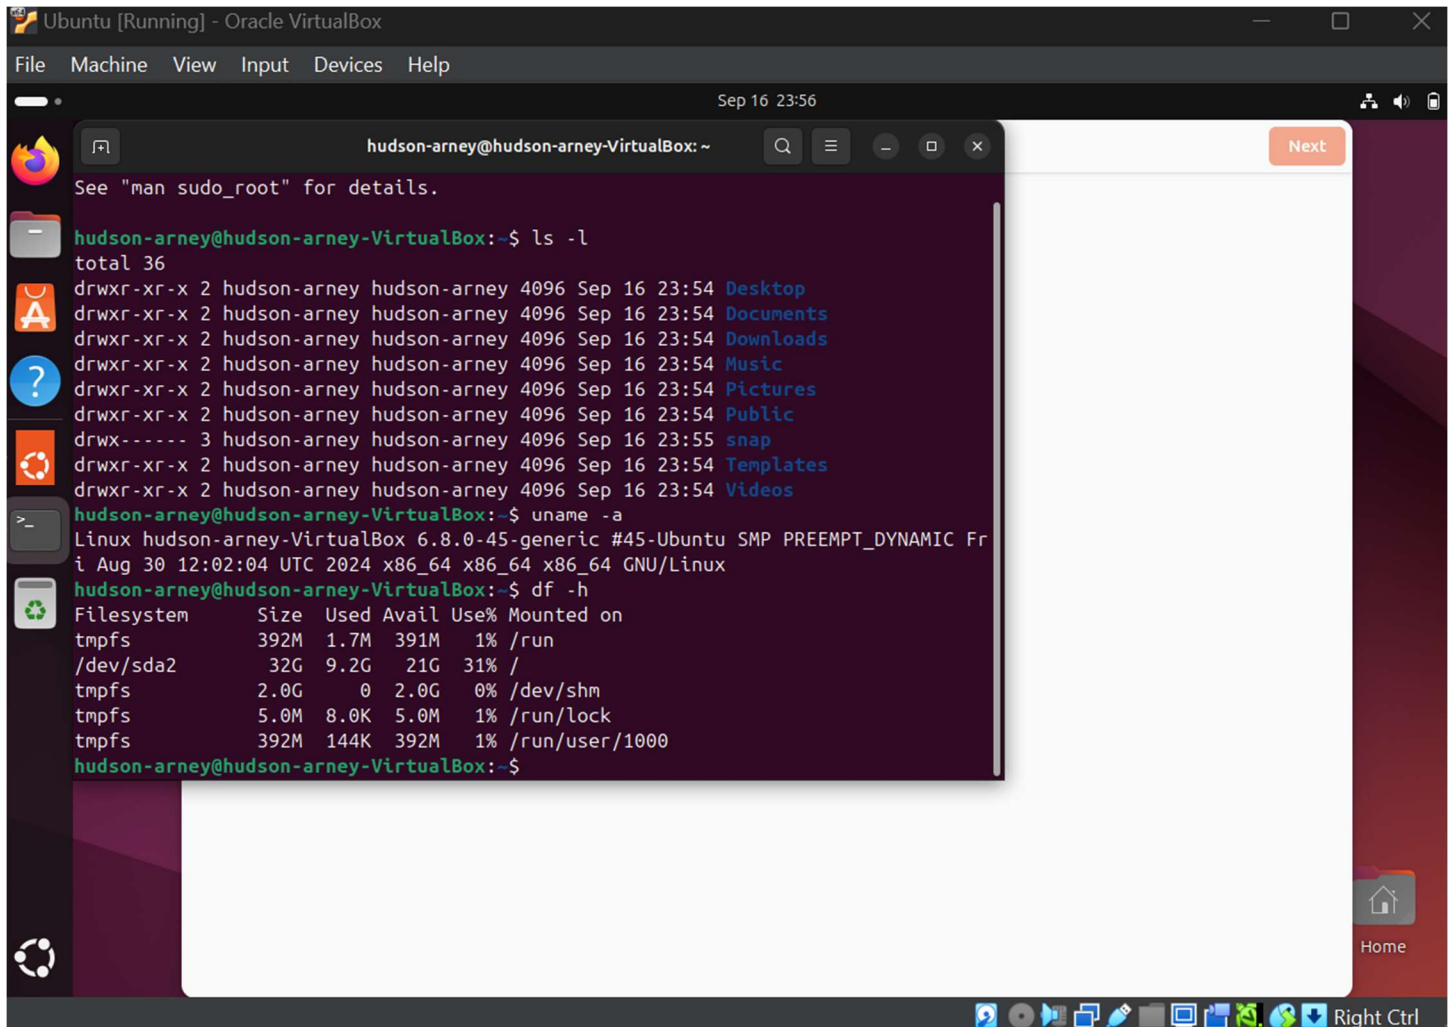 Ubuntu [Running] - Oracle VirtualBox
File Machine View Input Devices Help
Sep 16 23:56
hudson-arney@hudson-arney-VirtualBox: ~
Next
See "man sudo_root" for details.
hudson-arney@hudson-arney-VirtualBox:~$ ls -l
total 36
drwxr-xr-x 2 hudson-arney hudson-arney 4096 Sep 16 23:54 Desktop
drwxr-xr-x 2 hudson-arney hudson-arney 4096 Sep 16 23:54 Documents
drwxr-xr-x 2 hudson-arney hudson-arney 4096 Sep 16 23:54 Downloads
drwxr-xr-x 2 hudson-arney hudson-arney 4096 Sep 16 23:54 Music
drwxr-xr-x 2 hudson-arney hudson-arney 4096 Sep 16 23:54 Pictures
drwxr-xr-x 2 hudson-arney hudson-arney 4096 Sep 16 23:54 Public
drwx------ 3 hudson-arney hudson-arney 4096 Sep 16 23:55 snap
drwxr-xr-x 2 hudson-arney hudson-arney 4096 Sep 16 23:54 Templates
drwxr-xr-x 2 hudson-arney hudson-arney 4096 Sep 16 23:54 Videos
hudson-arney@hudson-arney-VirtualBox:~$ uname -a
Linux hudson-arney-VirtualBox 6.8.0-45-generic #45-Ubuntu SMP PREEMPT_DYNAMIC Fr
i Aug 30 12:02:04 UTC 2024 x86_64 x86_64 x86_64 GNU/Linux
hudson-arney@hudson-arney-VirtualBox:~$ df -h
Filesystem Size Used Avail Use% Mounted on
tmpfs 392M 1.7M 391M 1% /run
/dev/sda2 32G 9.2G 21G 31% /
tmpfs 2.0G 0 2.0G 0% /dev/shm
tmpfs 5.0M 8.0K 5.0M 1% /run/lock
tmpfs 392M 144K 392M 1% /run/user/1000
hudson-arney@hudson-arney-VirtualBox:~$
Home
Right Ctrl